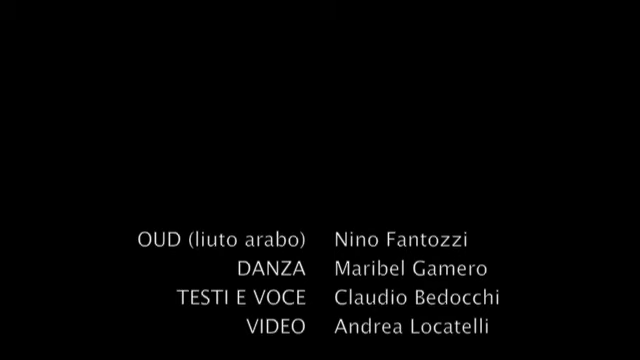 OUD (liuto arabo) Nino Fantozzi
DANZA Maribel Gamero
TESTI E VOCE Claudio Bedocchi
VIDEO Andrea Locatelli